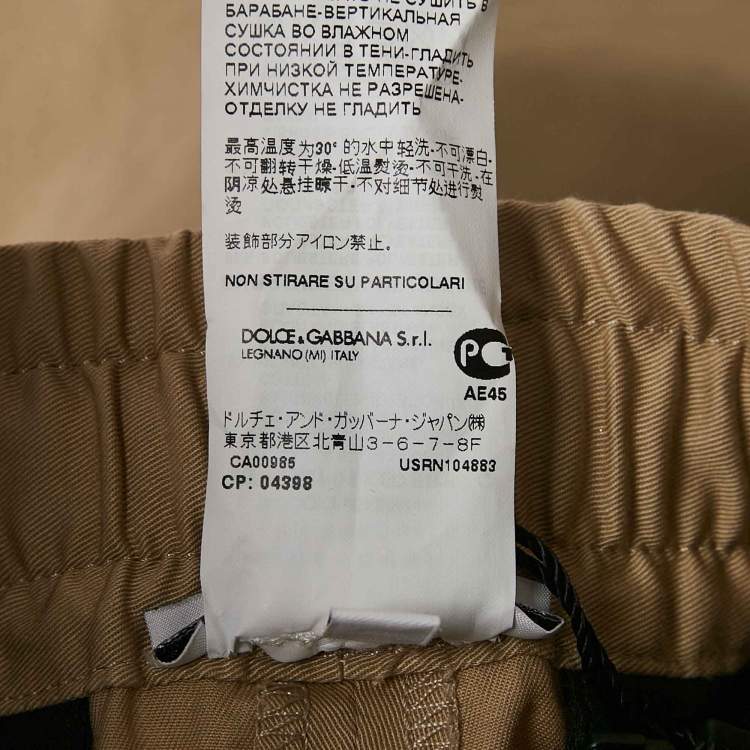 НЕ СУШИТЬ В
БАРАБАНЕ-ВЕРТИКАЛЬНАЯ
СУШКА ВО ВЛАЖНОМ
СОСТОЯНИИ В ТЕНИ-ГЛАДИТЬ
ПРИ НИЗКОЙ ТЕМПЕРАТУРЕ-
ХИМЧИСТКА НЕ РАЗРЕШЕНА-
ОТДЕЛКУ НЕ ГЛАДИТЬ
最高温度为30°的水中轻洗-不可漂白-
不可翻转干燥-低温熨烫-不可干洗-在
阴凉处悬挂晾干-不对细节处进行熨
烫
装飾部分アイロン禁止。
NON STIRARE SU PARTICOLARI
DOLCE&GABBANA S.r.l.
LEGNANO (MI) ITALY
РСТ
AE45
ドルチェ・アンド・ガッバーナ・ジャパン㈱
東京都港区北青山3-6-7-8F
CA00985 USRN104883
CP: 04398